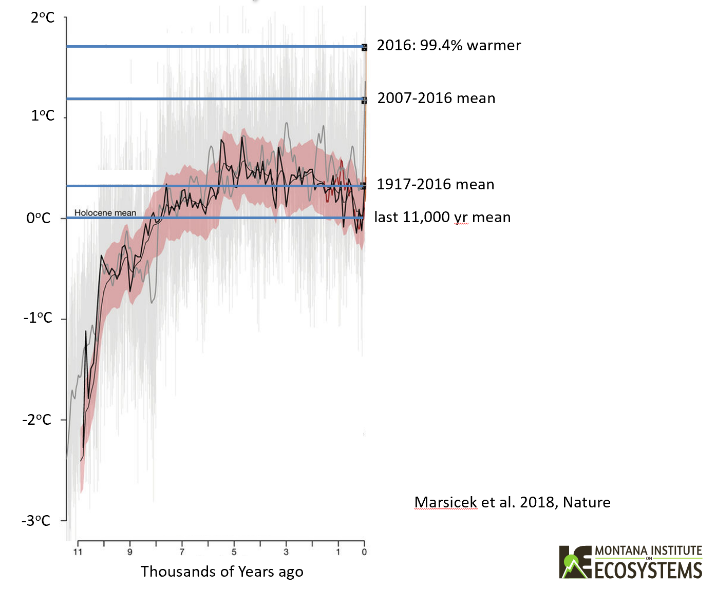 2°C
2016: 99.4% warmer
2007-2016 mean
1°C
1917-2016 mean
Holocene mean
0°C
last 11,000 yr mean
-1°C
-2°C
Marsicek et al. 2018, Nature
-3°C
11 9 7 5 3 1 0
Thousands of Years ago
MONTANA INSTITUTE
ON
ECOSYSTEMS